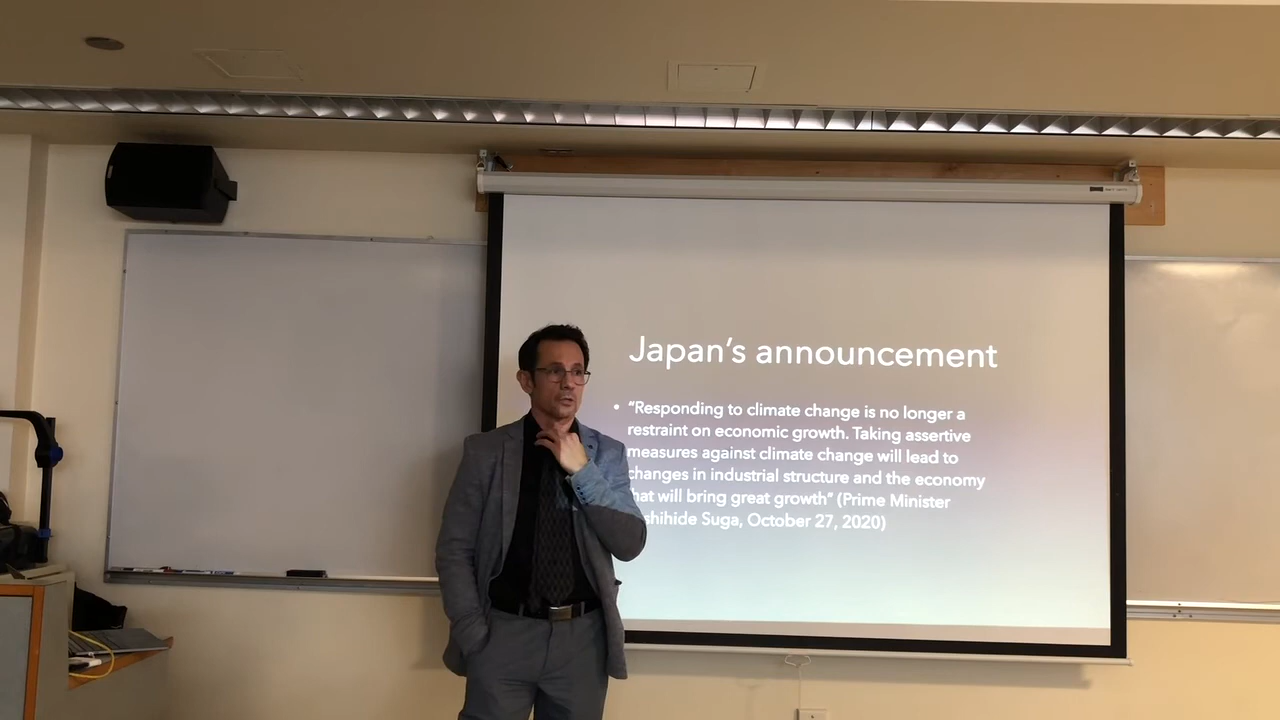 Japan's announcement
• “Responding to climate change is no longer a
restraint on economic growth. Taking assertive
measures against climate change will lead to
changes in industrial structure and the economy
hat will bring great growth” (Prime Minister
shihide Suga, October 27, 2020)